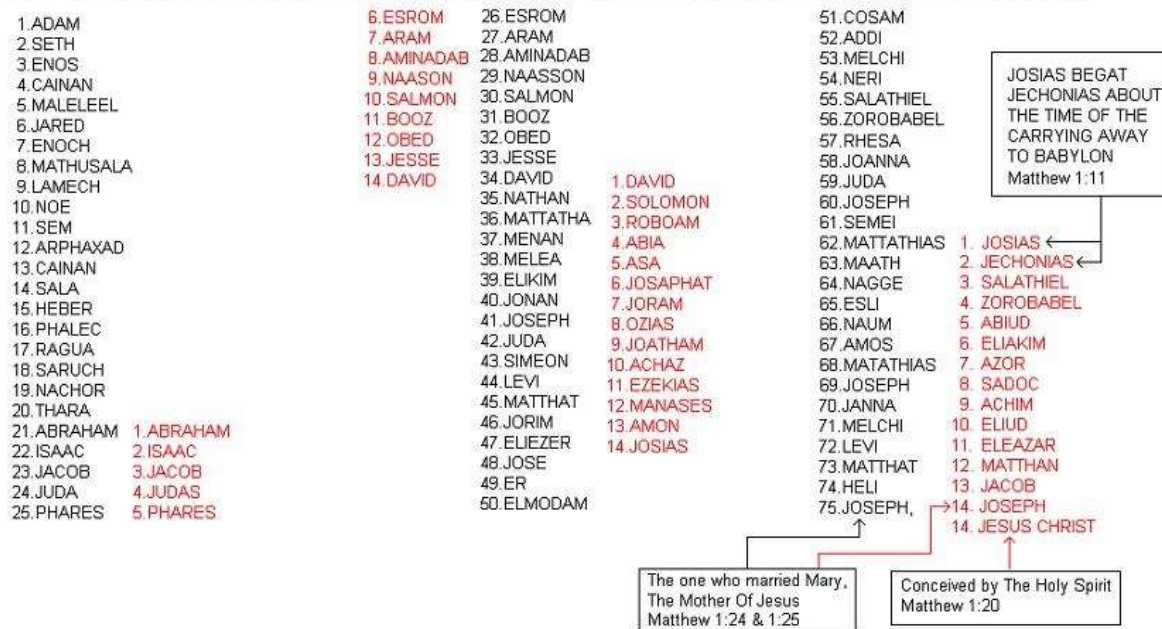 1.ADAM
2.SETH
3.ENOS
4.CAINAN
5.MALELEEL
6.JARED
7.ENOCH
8.MATHUSALA
9.LAMECH
10.NOE
11.SEM
12.ARPHAXAD
13.CAINAN
14.SALA
15.HEBER
16.PHALEC
17.RAGUA
18.SARUCH
19.NACHOR
20.THARA
21.ABRAHAM
22.ISAAC
23.JACOB
24.JUDA
25.PHARES
1.ABRAHAM
2.ISAAC
3.JACOB
4.JUDAS
5.PHARES
6.ESROM
7.ARAM
8.AMINADAB
9.NAASON
10.SALMON
11.BOOZ
12.OBED
13.JESSE
14.DAVID
26.ESROM
27.ARAM
28.AMINADAB
29.NAASSON
30.SALMON
31.BOOZ
32.OBED
33.JESSE
34.DAVID
35.NATHAN
36.MATTATHA
37.MENAN
38.MELEA
39.ELIKIM
40.JONAN
41.JOSEPH
42.JUDA
43.SIMEON
44.LEVI
45.MATTHAT
46.JORIM
47.ELIEZER
48.JOSE
49.ER
50.ELMODAM
1.DAVID
2.SOLOMON
3.ROBOAM
4.ABIA
5.ASA
6.JOSAPHAT
7.JORAM
8.OZIAS
9.JOATHAM
10.ACHAZ
11.EZEKIAS
12.MANASES
13.AMON
14.JOSIAS
51.COSAM
52.ADDI
53.MELCHI
54.NERI
55.SALATHIEL
56.ZOROBABEL
57.RHESA
58.JOANNA
59.JUDA
60.JOSEPH
61.SEMEI
62.MATTATHIAS
63.MAATH
64.NAGGE
65.ESLI
66.NAUM
67.AMOS
68.MATATHIAS
69.JOSEPH
70.JANNA
71.MELCHI
72.LEVI
73.MATTHAT
74.HELI
75.JOSEPH,
1. JOSIAS
2. JECHONIAS
3. SALATHIEL
4. ZOROBABEL
5. ABIUD
6. ELIAKIM
7. AZOR
8. SADOC
9. ACHIM
10. ELIUD
11. ELEAZAR
12. MATTHAN
13. JACOB
14. JOSEPH
14. JESUS CHRIST
JOSIAS BEGAT
JECHONIAS ABOUT
THE TIME OF THE
CARRYING AWAY
TO BABYLON
Matthew 1:11
The one who married Mary,
The Mother Of Jesus
Matthew 1:24 & 1:25
Conceived by The Holy Spirit
Matthew 1:20